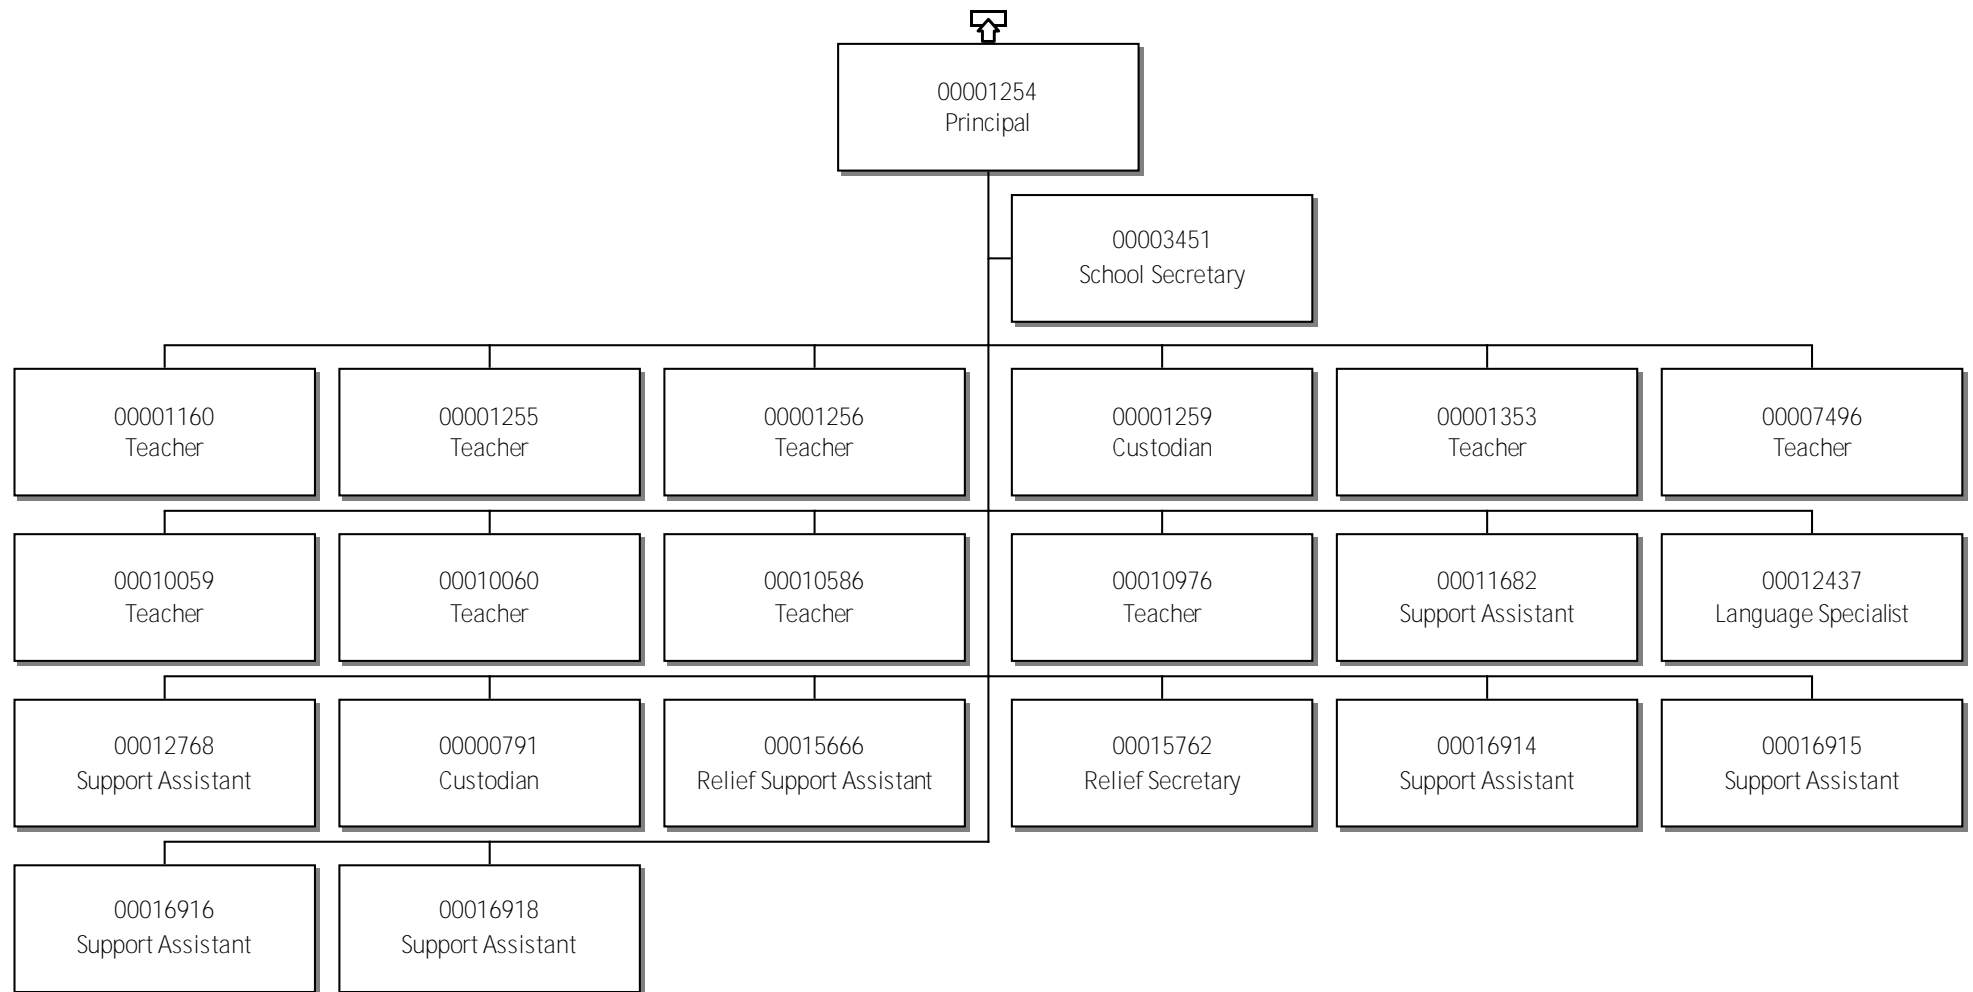 00001254
Principal
00003451
School Secretary
00001160
Teacher
00001255
Teacher
00001256
Teacher
00001259
Custodian
00001353
Teacher
00007496
Teacher
00010059
Teacher
00010060
Teacher
00010586
Teacher
00010976
Teacher
00011682
Support Assistant
00012437
Language Specialist
00012768
Support Assistant
00000791
Custodian
00015666
Relief Support Assistant
00015762
Relief Secretary
00016914
Support Assistant
00016915
Support Assistant
00016916
Support Assistant
00016918
Support Assistant